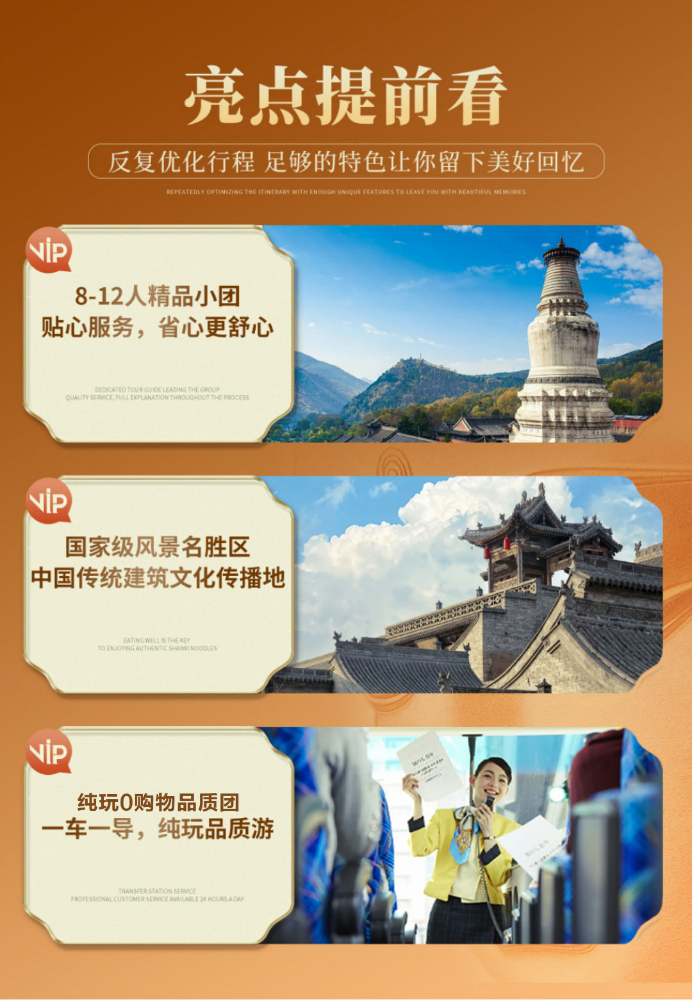 亮点提前看
反复优化行程 足够的特色让你留下美好回忆
REPEATEDLY OPTIMIZING THE ITINERARY WITH ENOUGH UNIQUE FEATURES TO LEAVE YOU WITH BEAUTIFUL MEMORIES
VIP
8-12人精品小团
贴心服务，省心更舒心
DEDICATED TOUR GUIDE LEADING THE GROUP
QUALITY SERVICE, FULL EXPLANATION THROUGHOUT THE PROCESS
VIP
国家级风景名胜区
中国传统建筑文化传播地
EATING WELL IS THE KEY
TO ENJOYING AUTHENTIC SHANXI NOODLES
VIP
纯玩0购物品质团
一车一导，纯玩品质游
TRANSFER STATION SERVICE
PROFESSIONAL CUSTOMER SERVICE AVAILABLE 24 HOURS A DAY